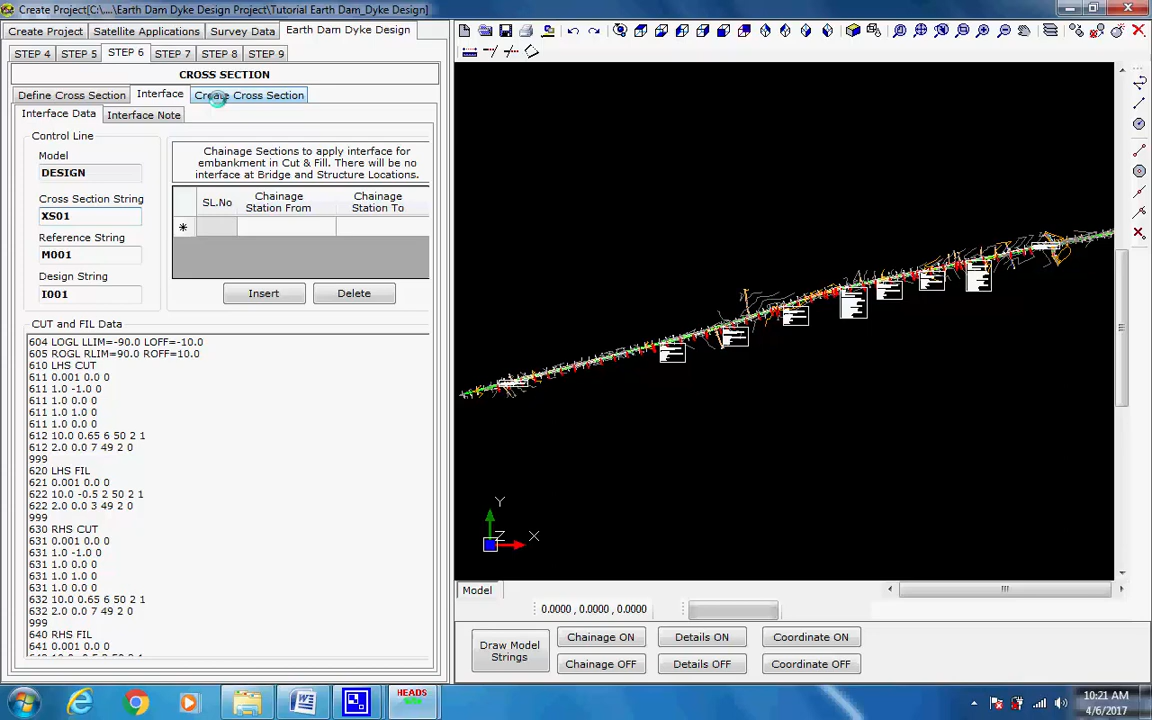 Create Project[C:\...\Earth Dam Dyke Design Project\Tutorial Earth Dam_Dyke Design]
Create Project Satellite Applications Survey Data Earth Dam Dyke Design
STEP 4 STEP 5 STEP 6 STEP 7 STEP 8 STEP 9
CROSS SECTION
Define Cross Section Interface Create Cross Section
Interface Data Interface Note
Control Line
Model
DESIGN
Cross Section String
XS01
Reference String
M001
Design String
I001
Chainage Sections to apply interface for
embankment in Cut & Fill. There will be no
interface at Bridge and Structure Locations.
SL.No Chainage Station From Chainage Station To
Insert Delete
CUT and FIL Data
604 LOGL LLIM=-90.0 LOFF=-10.0
605 ROGL RLIM=90.0 ROFF=10.0
610 LHS CUT
611 0.001 0.0 0
611 1.0 -1.0 0
611 1.0 0.0 0
611 1.0 1.0 0
611 1.0 0.0 0
612 10.0 0.65 6 50 2 1
612 2.0 0.0 7 49 2 0
999
620 LHS FIL
621 0.001 0.0 0
622 10.0 -0.5 2 50 2 1
622 2.0 0.0 3 49 2 0
999
630 RHS CUT
631 0.001 0.0 0
631 1.0 -1.0 0
631 1.0 0.0 0
631 1.0 1.0 0
631 1.0 0.0 0
632 10.0 0.65 6 50 2 1
632 2.0 0.0 7 49 2 0
999
640 RHS FIL
641 0.001 0.0 0
Y
Z
X
Model
0.0000 , 0.0000 , 0.0000
Draw Model
Strings
Chainage ON Details ON Coordinate ON
Chainage OFF Details OFF Coordinate OFF
HEADS
10:21 AM
4/6/2017